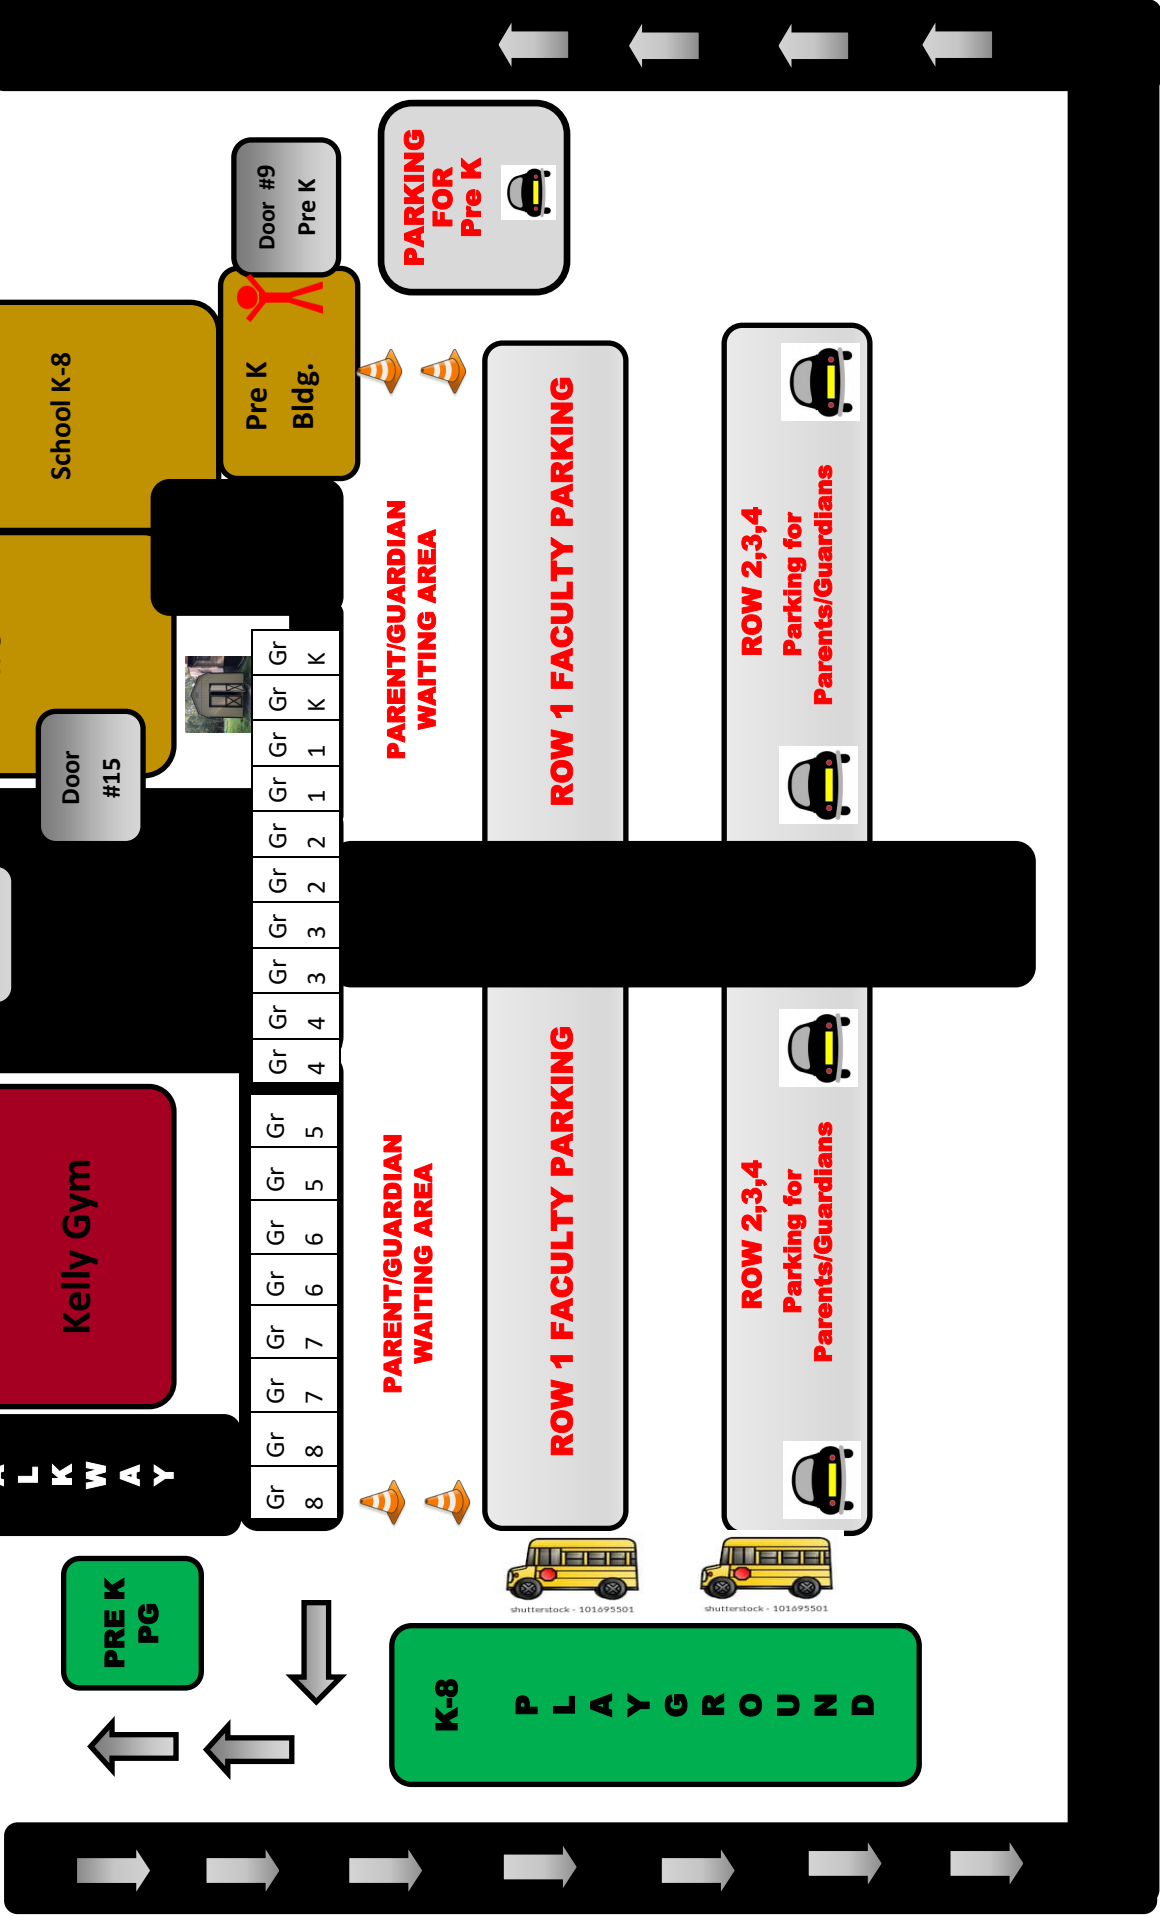 A
L
K
W
A
Y
School K-8
Kelly Gym
Door
#15
PRE K
PG
Pre K
Bldg.
Door #9
Pre K
Gr 8
Gr 8
Gr 7
Gr 7
Gr 6
Gr 6
Gr 5
Gr 5
Gr 4
Gr 4
Gr 3
Gr 3
Gr 2
Gr 2
Gr 1
Gr 1
Gr K
Gr K
PARENT/GUARDIAN
WAITING AREA
PARENT/GUARDIAN
WAITING AREA
PARKING
FOR
Pre K
K-8
P
L
A
Y
G
R
O
U
N
D
ROW 1 FACULTY PARKING
ROW 1 FACULTY PARKING
shutterstock - 101695501
shutterstock - 101695501
ROW 2,3,4
Parking for
Parents/Guardians
ROW 2,3,4
Parking for
Parents/Guardians